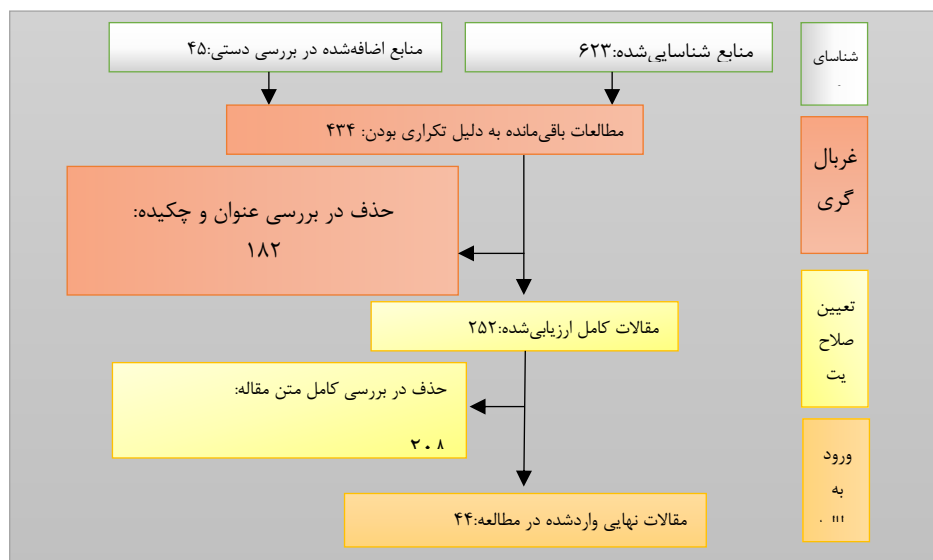 منابع شناسایی‌شده:۶۲۳
منابع اضافه‌شده در بررسی دستی:۴۵
شناسای
مطالعات باقی‌مانده به دلیل تکراری بودن: ۴۳۴
غربال
گری
حذف در بررسی عنوان و چکیده:
۱۸۲
مقالات کامل ارزیابی‌شده:۲۵۲
تعیین
صلاح
یت
حذف در بررسی کامل متن مقاله:
۲۰۸
ورود
به
مقالات نهایی واردشده در مطالعه:۴۴